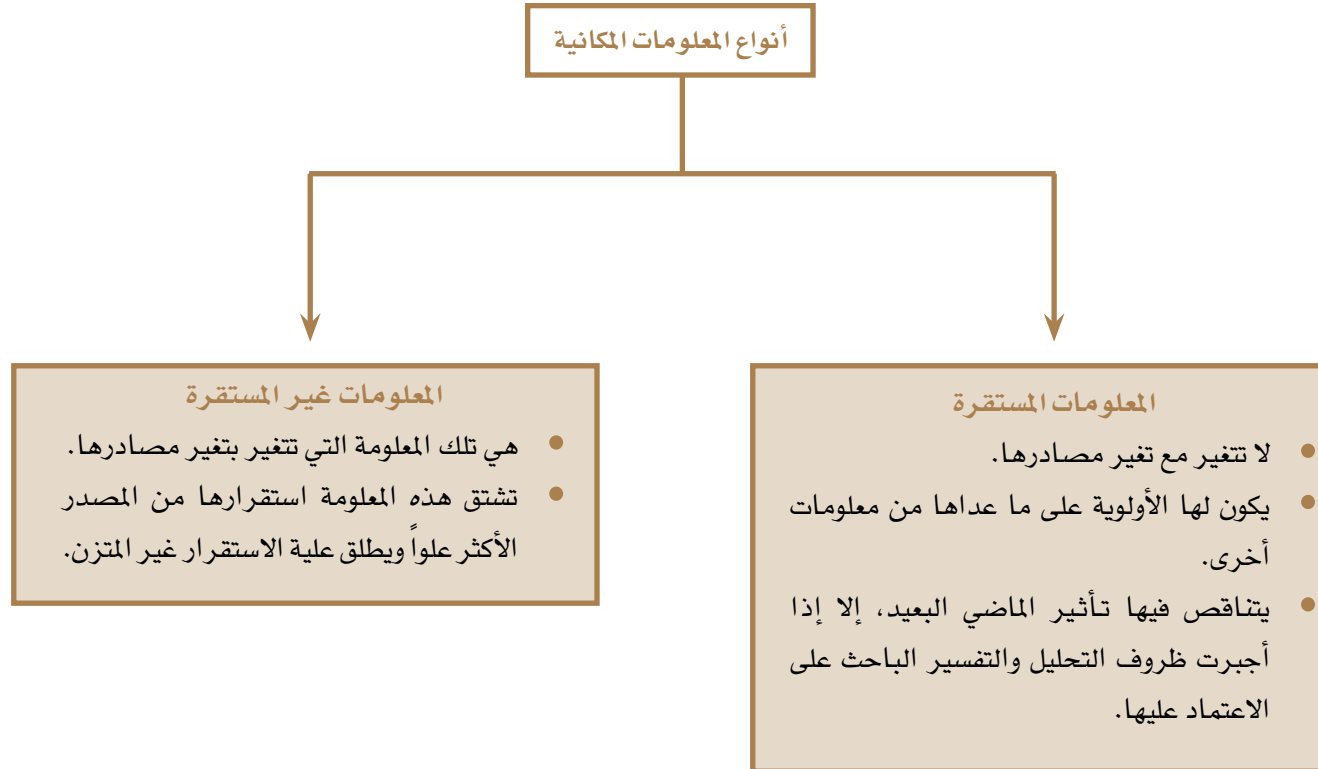 أنواع المعلومات المكانية
المعلومات المستقرة
● لا تتغير مع تغير مصادرها.
● يكون لها الأولوية على ما عداها من معلومات
أخرى.
● يتناقص فيها تأثير الماضي البعيد، إلا إذا
أجبرت ظروف التحليل والتفسير الباحث على
الاعتماد عليها.
المعلومات غير المستقرة
● هي تلك المعلومة التي تتغير بتغير مصادرها.
● تشتق هذه المعلومة استقرارها من المصدر
الأكثر علواً ويطلق علية الاستقرار غير المتزن.